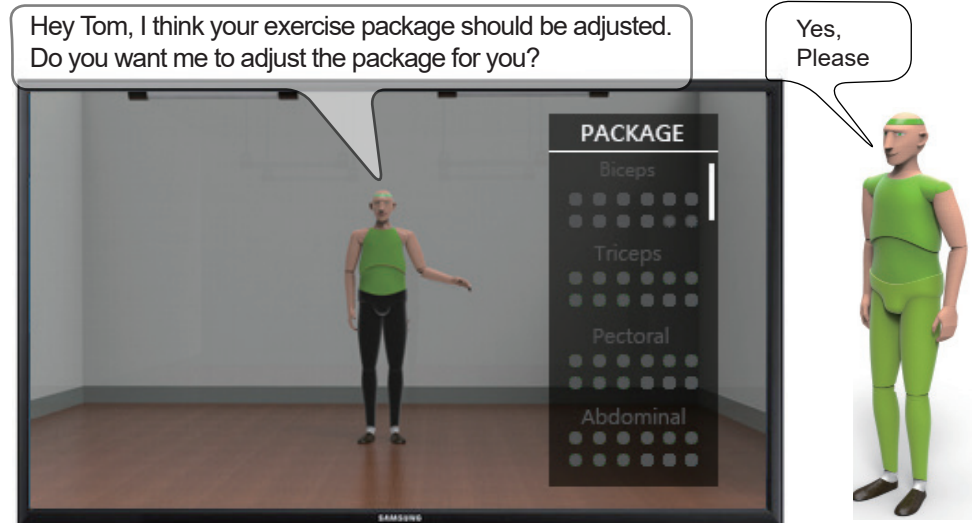 Hey Tom, I think your exercise package should be adjusted.
Do you want me to adjust the package for you?
Yes,
Please
PACKAGE
Biceps
Triceps
Pectoral
Abdominal
SAMSUNG